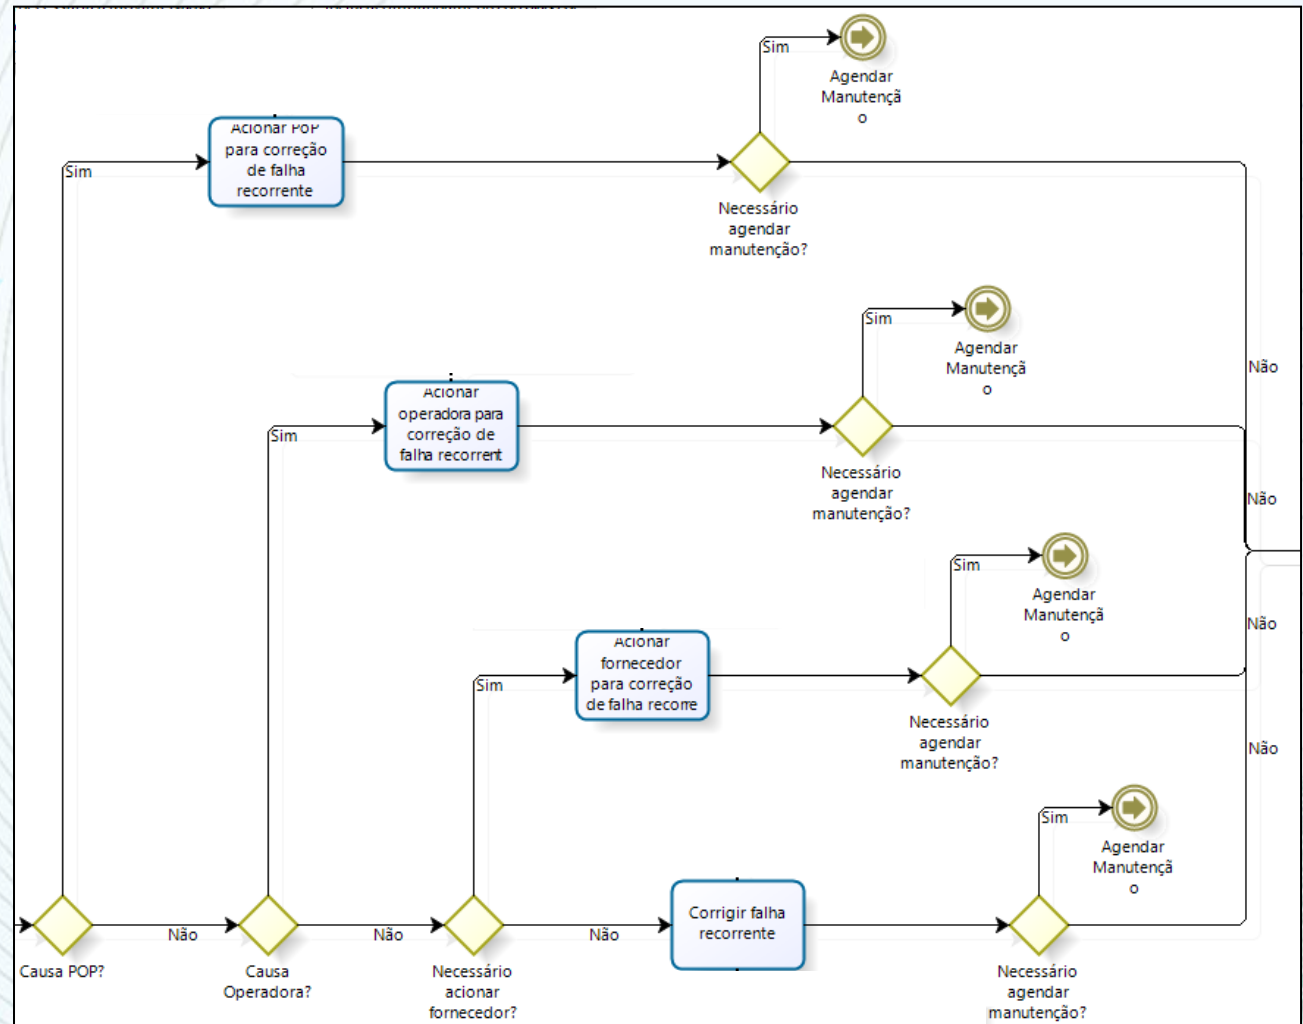 Sim
Agendar
Manutençã
o
Acionar PoP
para correção
de falha
recorrente
Sim
Necessário
agendar
manutenção?
Sim
Agendar
Manutençã
o
Não
Acionar
operadora para
correção de
falha recorrent
Sim
Necessário
agendar
manutenção?
Não
Sim
Agendar
Manutençã
o
Não
Acionar
fornecedor
para correção
de falha recorre
Sim
Necessário
agendar
manutenção?
Não
Sim
Agendar
Manutençã
o
Corrigir falha
recorrente
Não
Não
Não
Causa POP?
Causa
Operadora?
Necessário
acionar
fornecedor?
Necessário
agendar
manutenção?